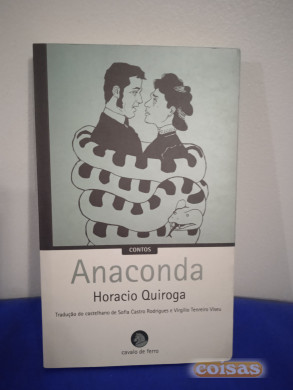 CONTOS
Anaconda
Horacio Quiroga
Tradução do castelhano de Sofia Castro Rodrigues e Virgílio Tenreiro Viseu
cavalo de ferro
coisas